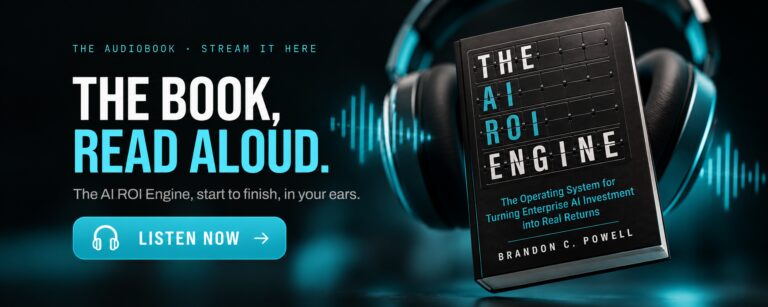 THE AUDIOBOOK · STREAM IT HERE
THE BOOK,
READ ALOUD.
The AI ROI Engine, start to finish, in your ears.
LISTEN NOW →
THE
AI
ROI
ENGINE
The Operating System for
Turning Enterprise AI Investment
into Real Returns
BRANDON C. POWELL